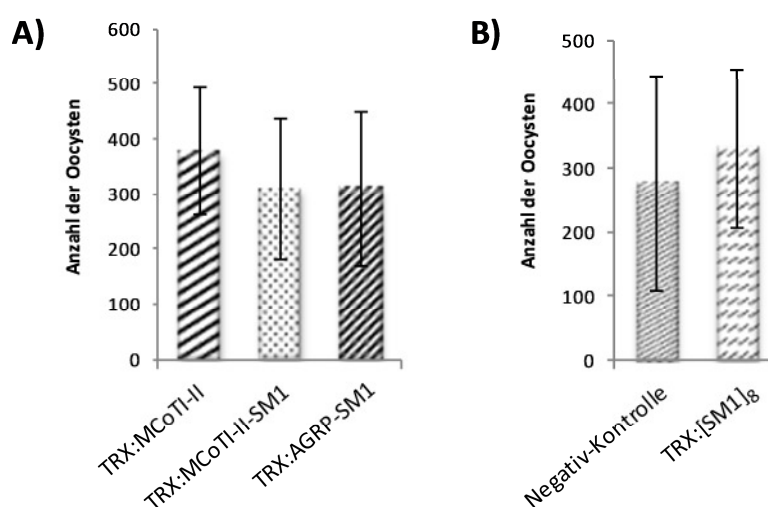 A)
Anzahl der Oocysten
600
500
400
300
200
100
0
TRX:MCoTI-II
TRX:MCoTI-II-SM1
TRX:AGRP-SM1
B)
Anzahl der Oocysten
500
400
300
200
100
0
Negativ-Kontrolle
TRX:[SM1]8